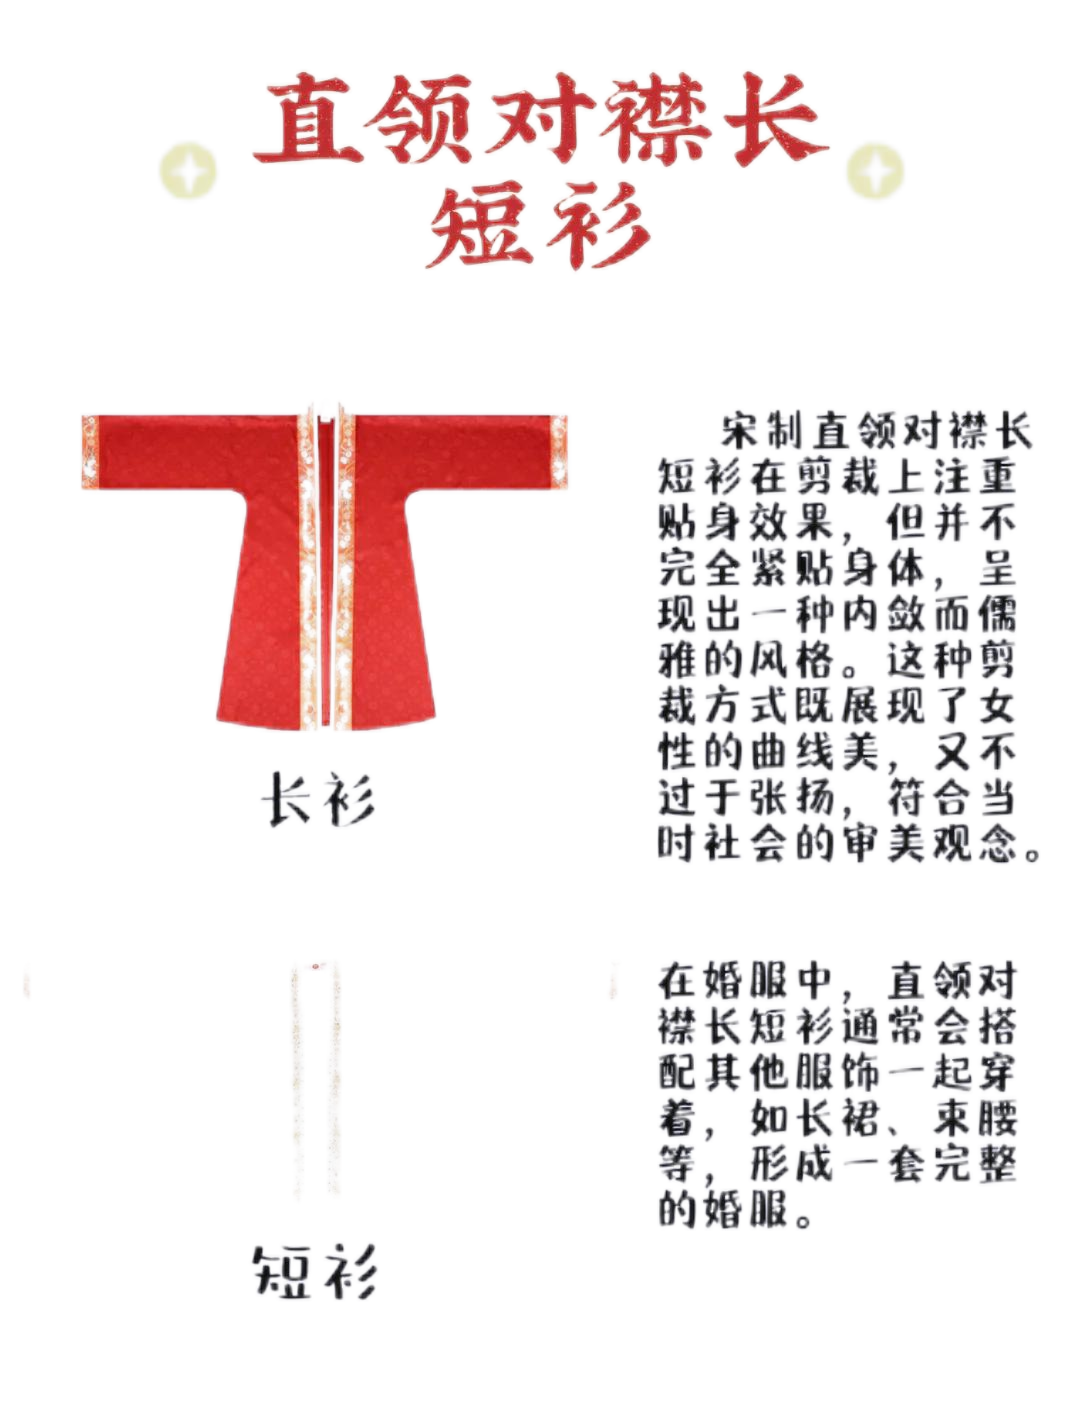 直领对襟长
短衫
宋制直领对襟长
短衫在剪裁上注重
贴身效果，但并不
完全紧贴身体，呈
现出一种内敛而儒
雅的风格。这种剪
裁方式既展现了女
性的曲线美，又不
过于张扬，符合当
时社会的审美观念。
长衫
在婚服中，直领对
襟长短衫通常会搭
配其他服饰一起穿
着，如长裙、束腰
等，形成一套完整
的婚服。
短衫